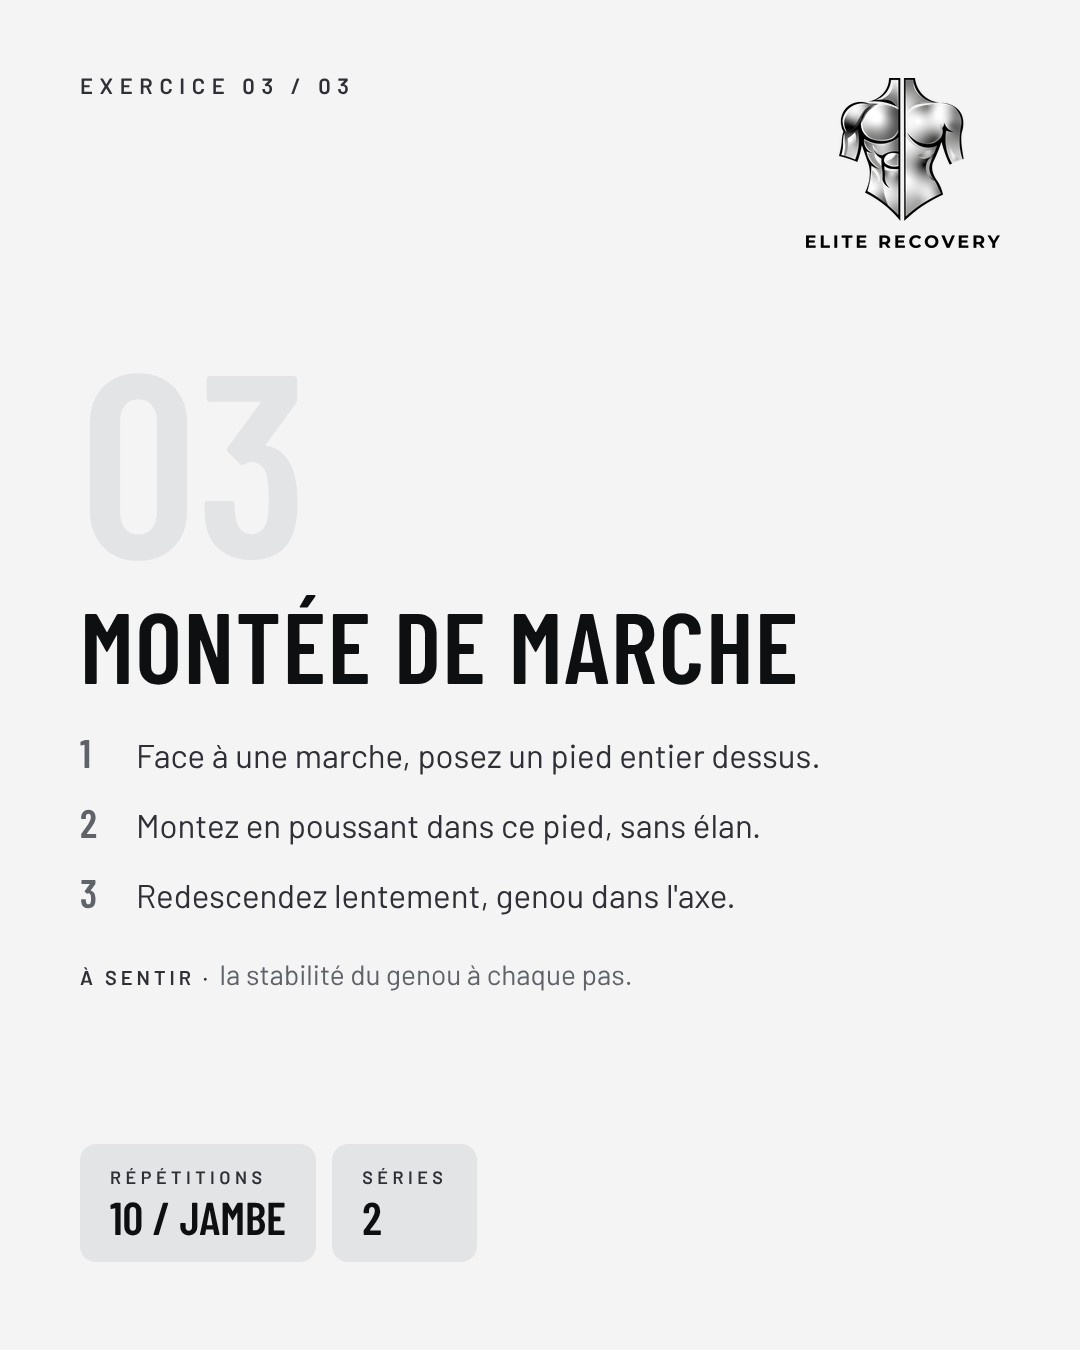 EXERCICE 03 / 03
ELITE RECOVERY
03
MONTÉE DE MARCHE
1 Face à une marche, posez un pied entier dessus.
2 Montez en poussant dans ce pied, sans élan.
3 Redescendez lentement, genou dans l'axe.
À SENTIR · la stabilité du genou à chaque pas.
RÉPÉTITIONS
10 / JAMBE
SÉRIES
2